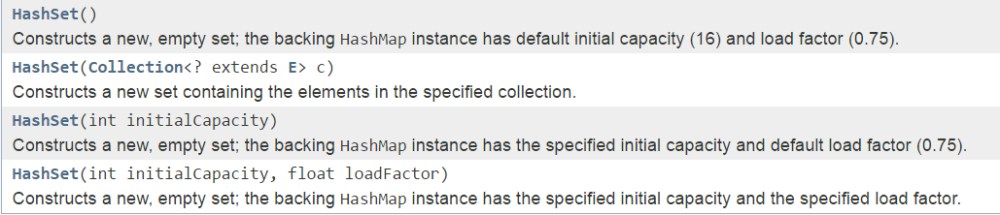 HashSet()
Constructs a new, empty set; the backing HashMap instance has default initial capacity (16) and load factor (0.75).
HashSet(Collection<? extends E> c)
Constructs a new set containing the elements in the specified collection.
HashSet(int initialCapacity)
Constructs a new, empty set; the backing HashMap instance has the specified initial capacity and default load factor (0.75).
HashSet(int initialCapacity, float loadFactor)
Constructs a new, empty set; the backing HashMap instance has the specified initial capacity and the specified load factor.